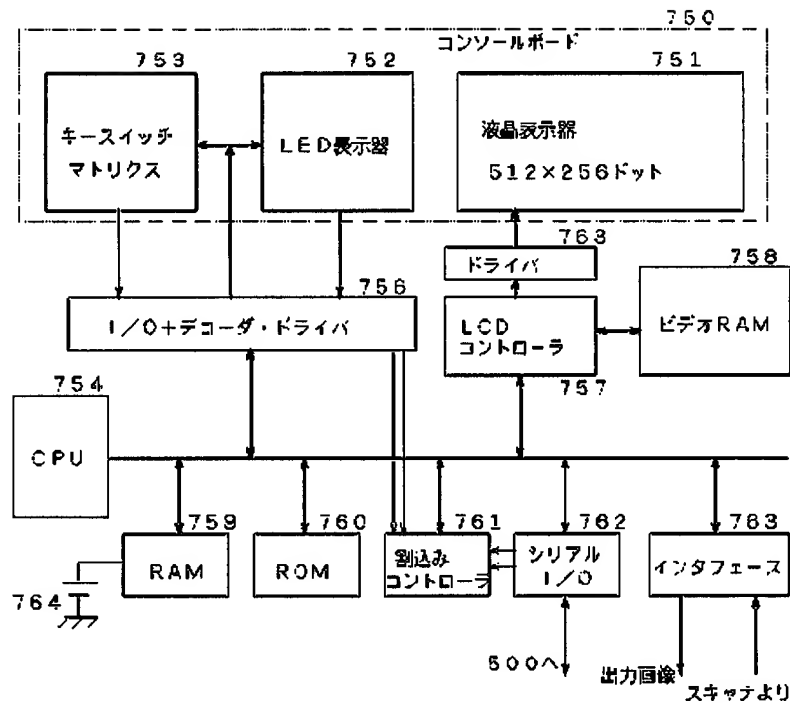 750
コンソールボード
753
752
751
キースイッチ
マトリクス
LED表示器
液晶表示器
512×256ドット
763
ドライバ
758
756
I/O+デコーダ・ドライバ
LCD
コントローラ
ビデオRAM
757
754
CPU
759
760
761
762
763
RAM
ROM
割込み
コントローラ
シリアル
I/O
インタフェース
764
500へ
出力画像
スキャナより